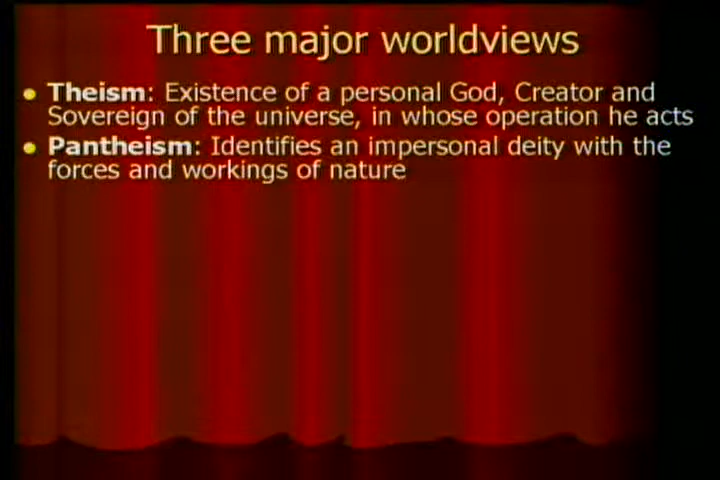 Three major worldviews
Theism: Existence of a personal God, Creator and
Sovereign of the universe, in whose operation he acts
Pantheism: Identifies an impersonal deity with the
forces and workings of nature